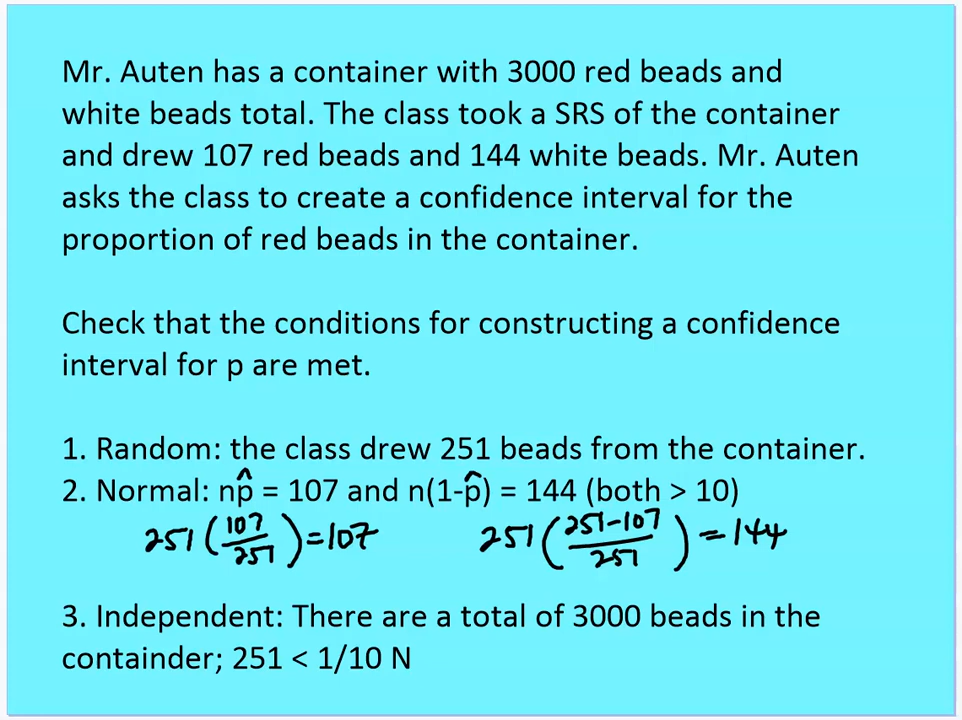 Mr. Auten has a container with 3000 red beads and
white beads total. The class took a SRS of the container
and drew 107 red beads and 144 white beads. Mr. Auten
asks the class to create a confidence interval for the
proportion of red beads in the container.
Check that the conditions for constructing a confidence
interval for p are met.
1. Random: the class drew 251 beads from the container.
2. Normal: np̂ = 107 and n(1-p̂) = 144 (both > 10)
251 (107/251) = 107 251 ((251-107)/251) = 144
3. Independent: There are a total of 3000 beads in the
containder; 251 < 1/10 N